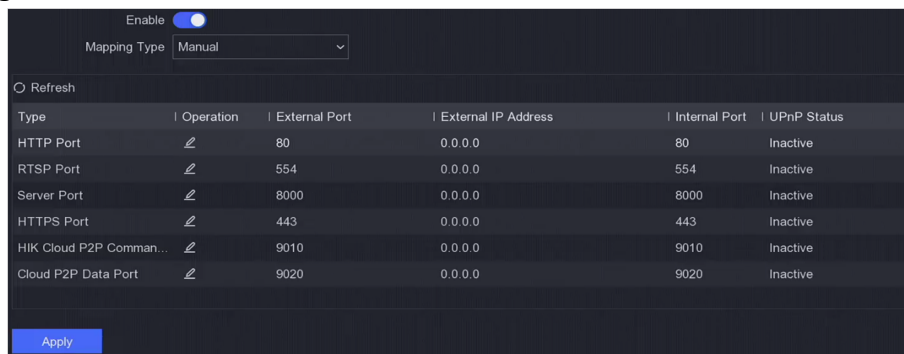 Enable
Mapping Type Manual
Refresh
Type Operation External Port External IP Address Internal Port UPnP Status
HTTP Port 80 0.0.0.0 80 Inactive
RTSP Port 554 0.0.0.0 554 Inactive
Server Port 8000 0.0.0.0 8000 Inactive
HTTPS Port 443 0.0.0.0 443 Inactive
HIK Cloud P2P Comman... 9010 0.0.0.0 9010 Inactive
Cloud P2P Data Port 9020 0.0.0.0 9020 Inactive
Apply